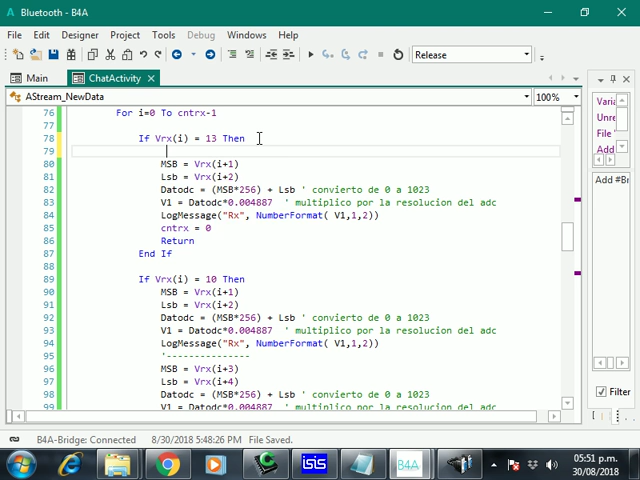 A Bluetooth - B4A
File Edit Designer Project Tools Debug Windows Help
Release
Main ChatActivity
AStream_NewData 100%
76 For i=0 To cntrx-1
77
78 If Vrx(i) = 13 Then
79
80 MSB = Vrx(i+1)
81 Lsb = Vrx(i+2)
82 Datodc = (MSB*256) + Lsb ' convierto de 0 a 1023
83 V1 = Datodc*0.004887 ' multiplico por la resolucion del adc
84 LogMessage("Rx", NumberFormat( V1,1,2))
85 cntrx = 0
86 Return
87 End If
88
89 If Vrx(i) = 10 Then
90 MSB = Vrx(i+1)
91 Lsb = Vrx(i+2)
92 Datodc = (MSB*256) + Lsb ' convierto de 0 a 1023
93 V1 = Datodc*0.004887 ' multiplico por la resolucion del adc
94 LogMessage("Rx", NumberFormat( V1,1,2))
95 '---------------
96 MSB = Vrx(i+3)
97 Lsb = Vrx(i+4)
98 Datodc = (MSB*256) + Lsb ' convierto de 0 a 1023
99 V1 = Datodc*0.004887 ' multiplico por la resolucion del adc
Varia
Unre
File '
Add
Add #Br
Filter
B4A-Bridge: Connected 8/30/2018 5:48:26 PM File Saved.
isis
B4A
05:51 p.m.
30/08/2018